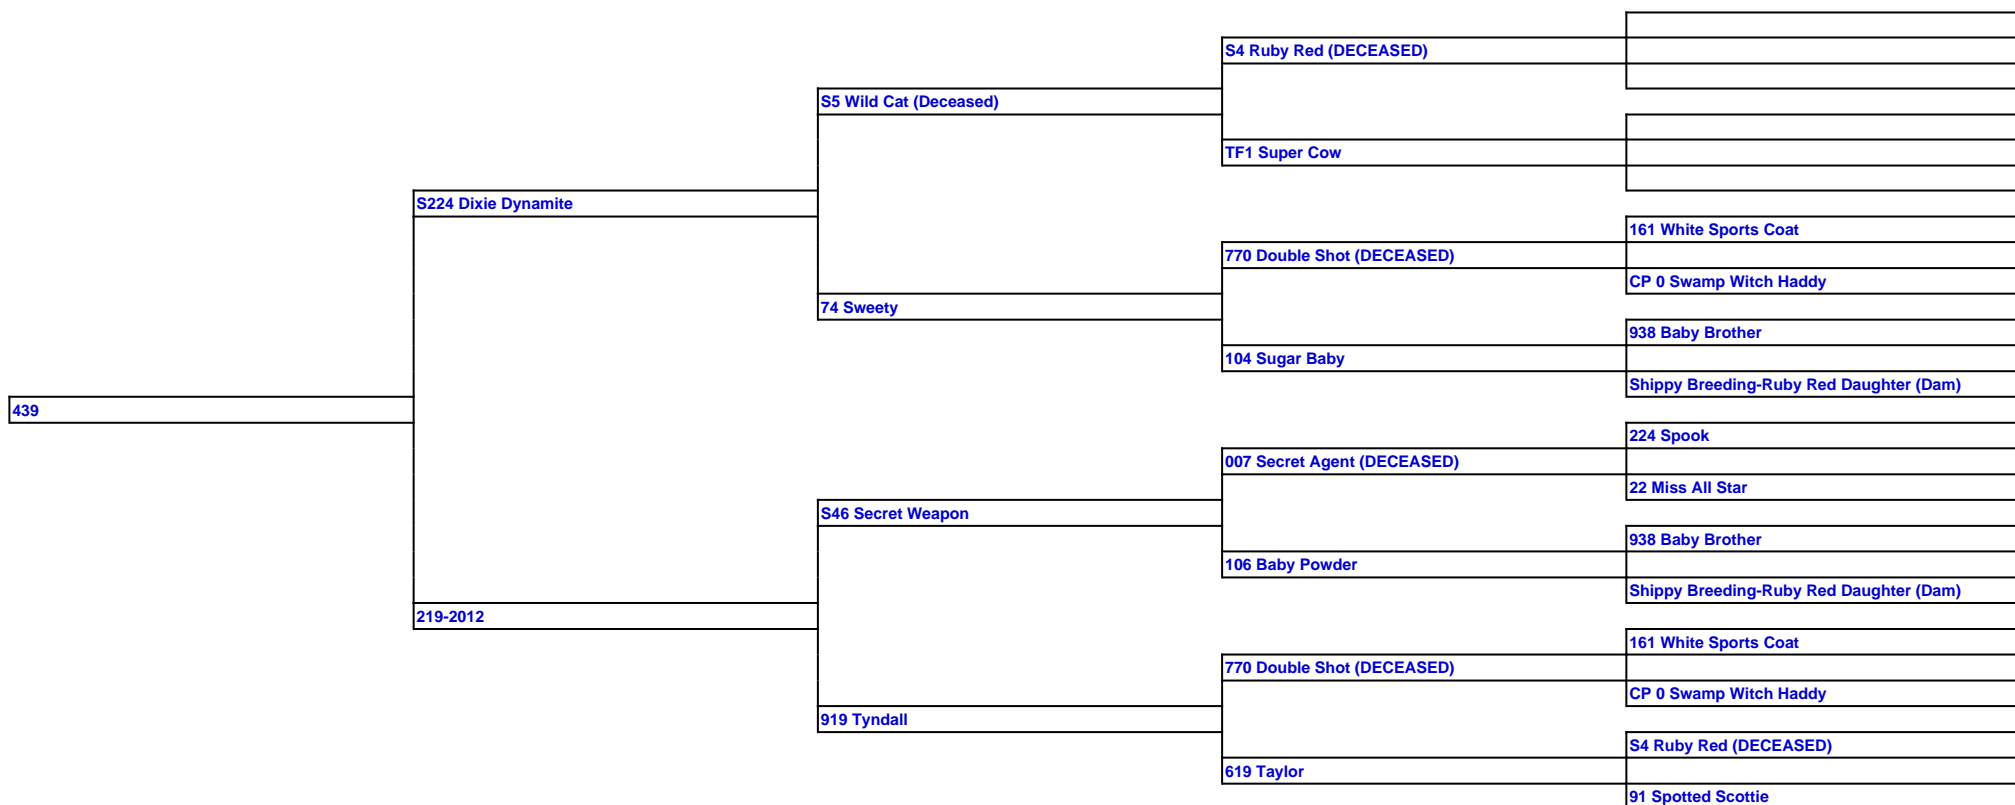 S4 Ruby Red (DECEASED)
S5 Wild Cat (Deceased)
TF1 Super Cow
S224 Dixie Dynamite
161 White Sports Coat
770 Double Shot (DECEASED)
CP 0 Swamp Witch Haddy
74 Sweety
938 Baby Brother
104 Sugar Baby
Shippy Breeding-Ruby Red Daughter (Dam)
439
224 Spook
007 Secret Agent (DECEASED)
22 Miss All Star
S46 Secret Weapon
938 Baby Brother
106 Baby Powder
Shippy Breeding-Ruby Red Daughter (Dam)
219-2012
161 White Sports Coat
770 Double Shot (DECEASED)
CP 0 Swamp Witch Haddy
919 Tyndall
S4 Ruby Red (DECEASED)
619 Taylor
91 Spotted Scottie